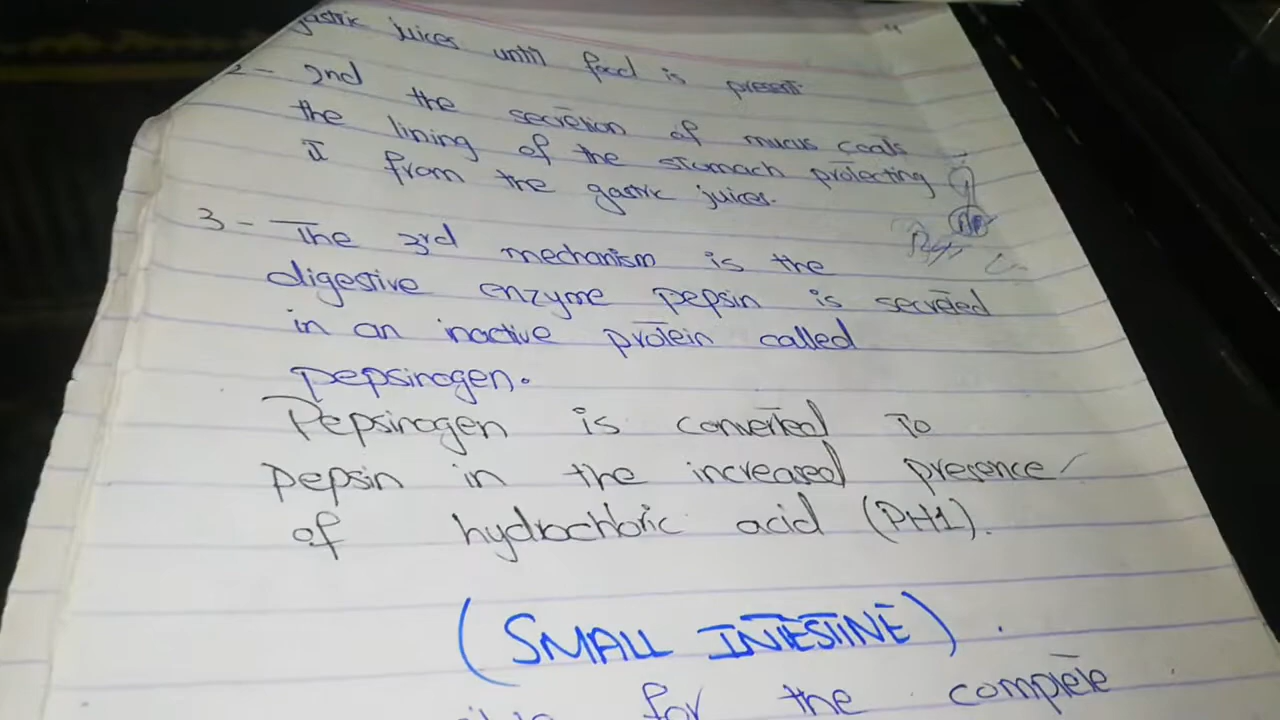 gastric juices until food is present
2- 2nd the secretion of mucus coats
the lining of the stomach protecting
it from the gastric juices.
3- The 3rd mechanism is the
digestive enzyme pepsin is secreted
in an inactive protein called
pepsinogen.
Pepsinogen is converted to
pepsin in the increased presence
of hydrochloric acid (PH1).
(SMALL INTESTINE).
for the complete